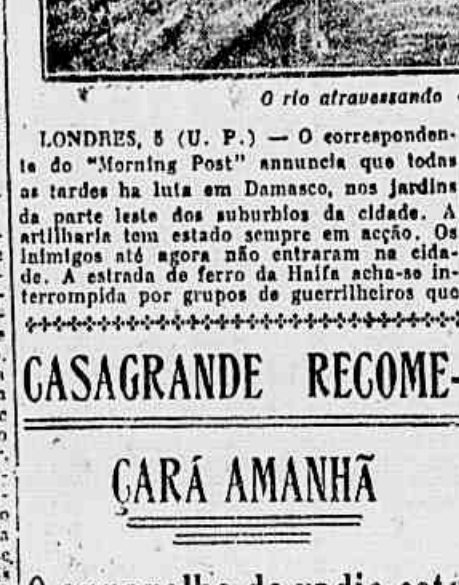 O rio atravessando
LONDRES, 5 (U. P.) — O corresponden-
te do "Morning Post" annuncia que todas
as tardes ha luta em Damasco, nos jardins
da parte leste dos suburbios da cidade. A
artilharia tem estado sempre em acção. Os
inimigos até agora não entraram na cida-
de. A estrada de ferro da Haifa acha-se in-
terrompida por grupos de guerrilheiros que
CASAGRANDE RECOME-
ÇARÁ AMANHÃ